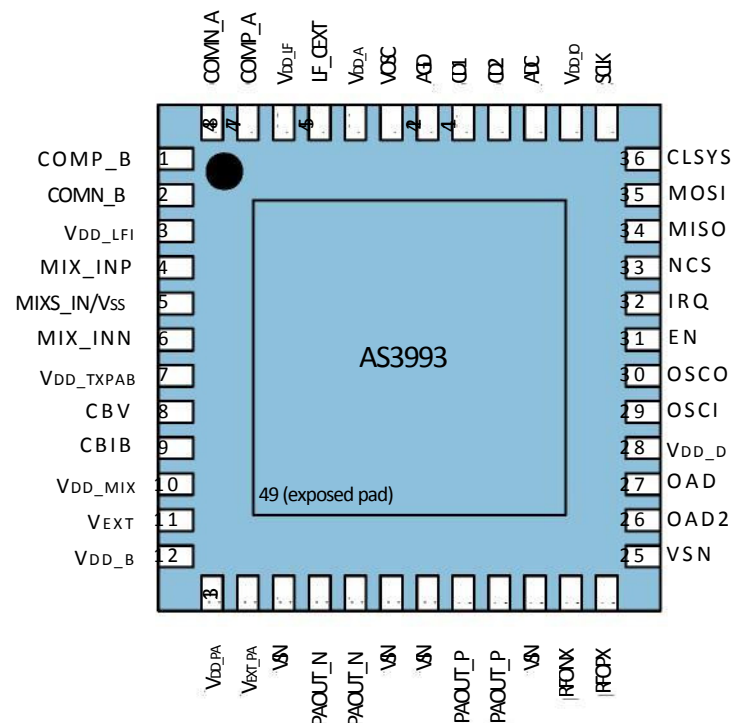 COMN_A
COMP_A
VDD_LF
LF_CEXT
VDD_A
VOSC
AGD
CD1
CD2
ADC
VDD_IO
SCLK
COMP_B 1
COMN_B 2
VDD_LFI 3
MIX_INP 4
MIXS_IN/VSS 5
MIX_INN 6
VDD_TXPAB 7
CBV 8
CBIB 9
VDD_MIX 10
VEXT 11
VDD_B 12
36 CLSYS
35 MOSI
34 MISO
33 NCS
32 IRQ
31 EN
30 OSCO
29 OSCI
28 VDD_D
27 OAD
26 OAD2
25 VSN
AS3993
49 (exposed pad)
VDD_PA
VEXT_PA
VSN
PAOUT_N
PAOUT_N
VSN
VSN
PAOUT_P
PAOUT_P
VSN
RFONX
RFOPX